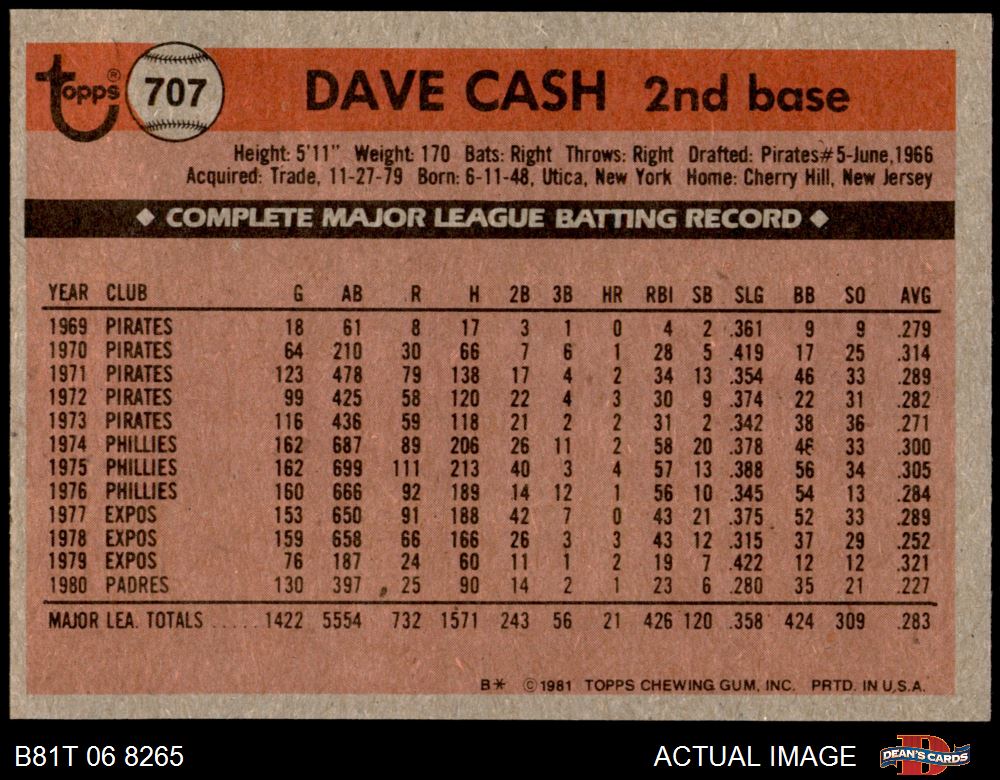 Topps® 707 DAVE CASH 2nd base
Height: 5'11" Weight: 170 Bats: Right Throws: Right Drafted: Pirates#5-June,1966
Acquired: Trade, 11-27-79 Born: 6-11-48, Utica, New York Home: Cherry Hill, New Jersey
◆ COMPLETE MAJOR LEAGUE BATTING RECORD ◆
YEAR CLUB G AB R H 2B 3B HR RBI SB SLG BB SO AVG
1969 PIRATES 18 61 8 17 3 1 0 4 2 .361 9 9 .279
1970 PIRATES 64 210 30 66 7 6 1 28 5 .419 17 25 .314
1971 PIRATES 123 478 79 138 17 4 2 34 13 .354 46 33 .289
1972 PIRATES 99 425 58 120 22 4 3 30 9 .374 22 31 .282
1973 PIRATES 116 436 59 118 21 2 2 31 2 .342 38 36 .271
1974 PHILLIES 162 687 89 206 26 11 2 58 20 .378 46 33 .300
1975 PHILLIES 162 699 111 213 40 3 4 57 13 .388 56 34 .305
1976 PHILLIES 160 666 92 189 14 12 1 56 10 .345 54 13 .284
1977 EXPOS 153 650 91 188 42 7 0 43 21 .375 52 33 .289
1978 EXPOS 159 658 66 166 26 3 3 43 12 .315 37 29 .252
1979 EXPOS 76 187 24 60 11 1 2 19 7 .422 12 12 .321
1980 PADRES 130 397 25 90 14 2 1 23 6 .280 35 21 .227
MAJOR LEA. TOTALS ..... 1422 5554 732 1571 243 56 21 426 120 .358 424 309 .283
B* ©1981 TOPPS CHEWING GUM, INC. PRTD. IN U.S.A.
B81T 06 8265 ACTUAL IMAGE DEAN'S CARDS